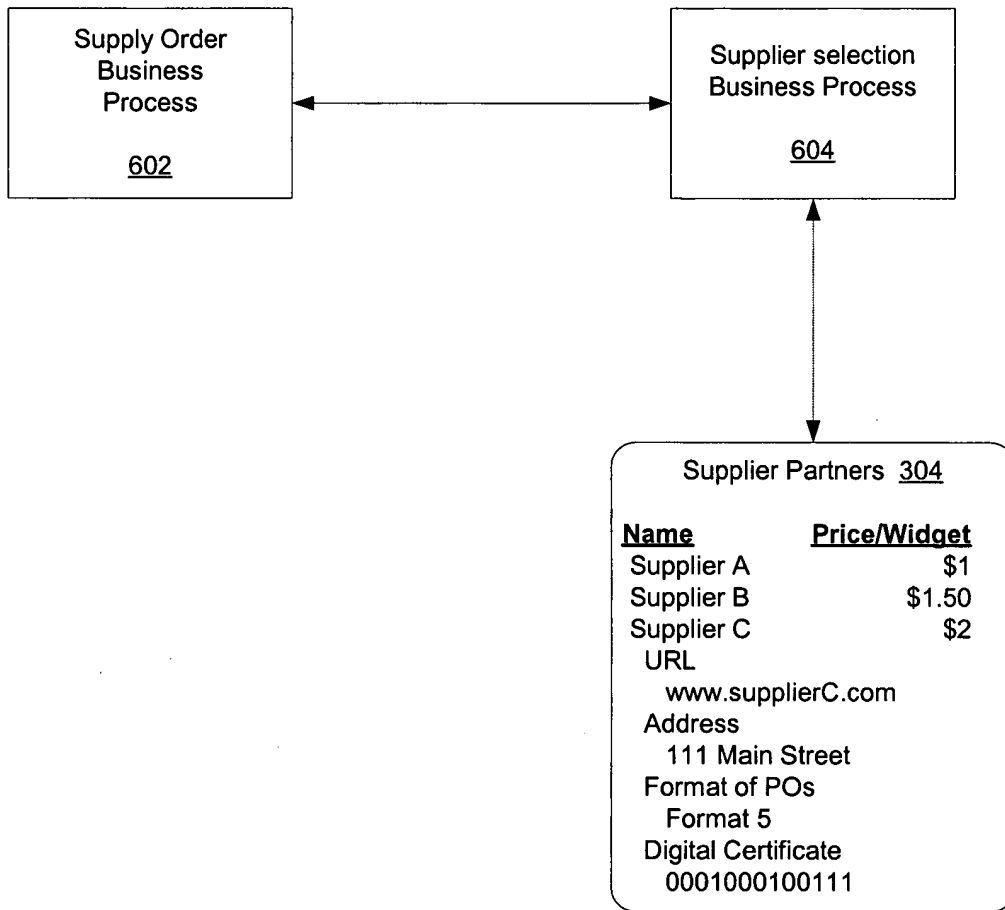 Supply Order
Business
Process
602
Supplier selection
Business Process
604
Supplier Partners 304
Name Price/Widget
Supplier A $1
Supplier B $1.50
Supplier C $2
URL
www.supplierC.com
Address
111 Main Street
Format of POs
Format 5
Digital Certificate
0001000100111